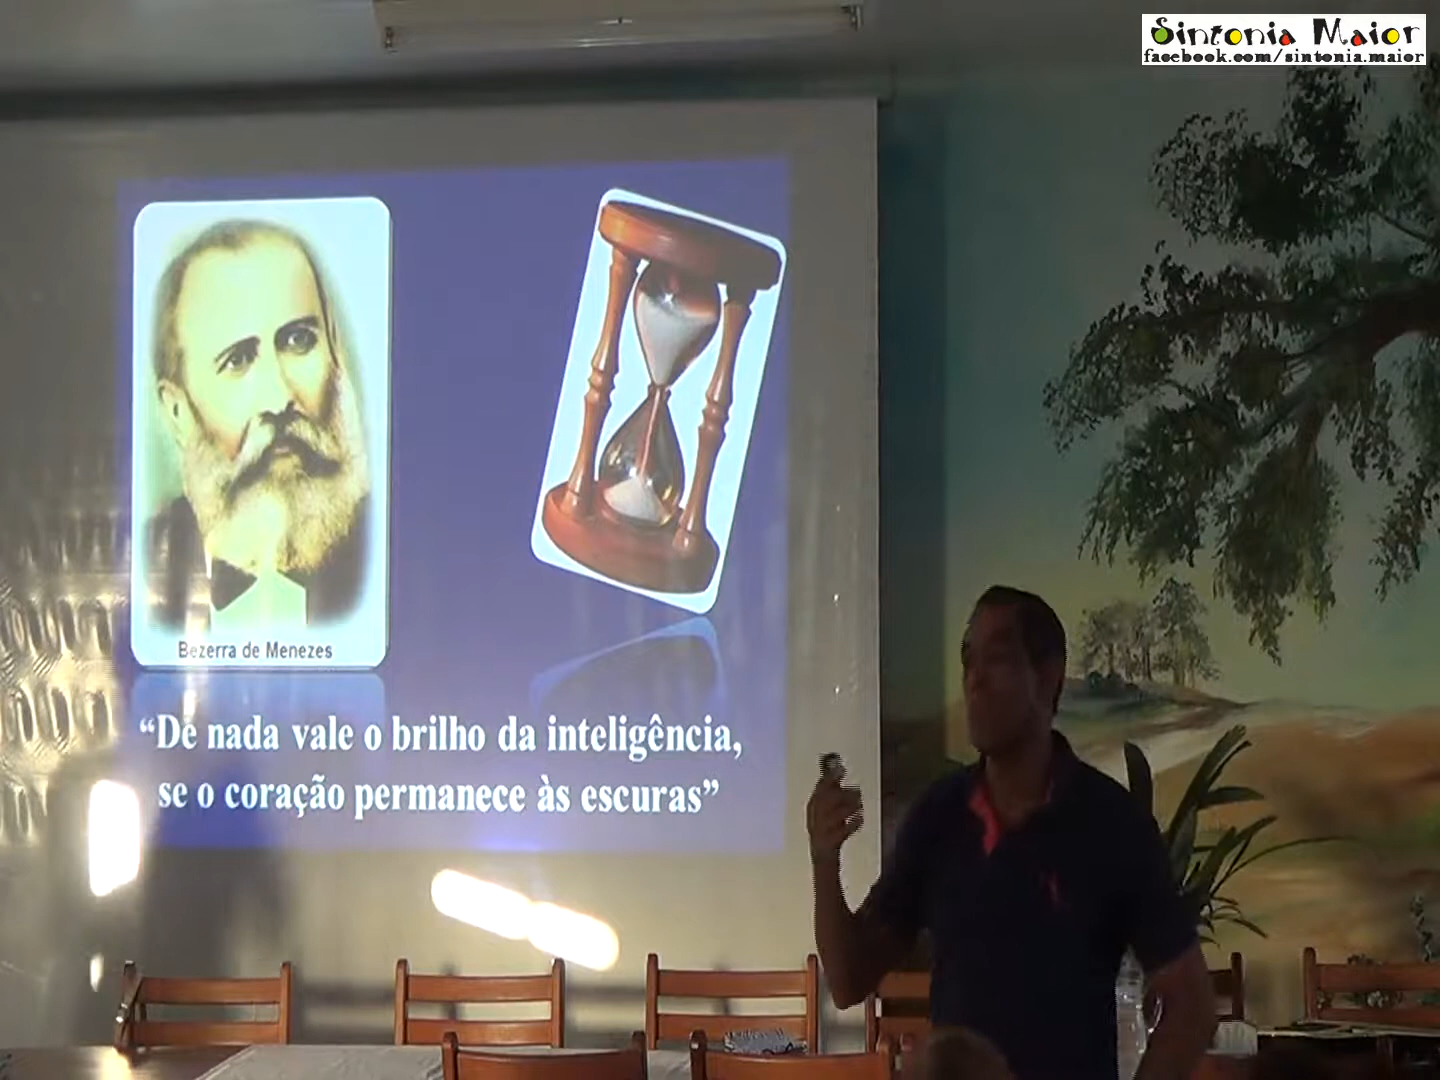 Sintonia Maior
facebook.com/sintonia.maior
Bezerra de Menezes
“De nada vale o brilho da inteligência,
se o coração permanece às escuras”